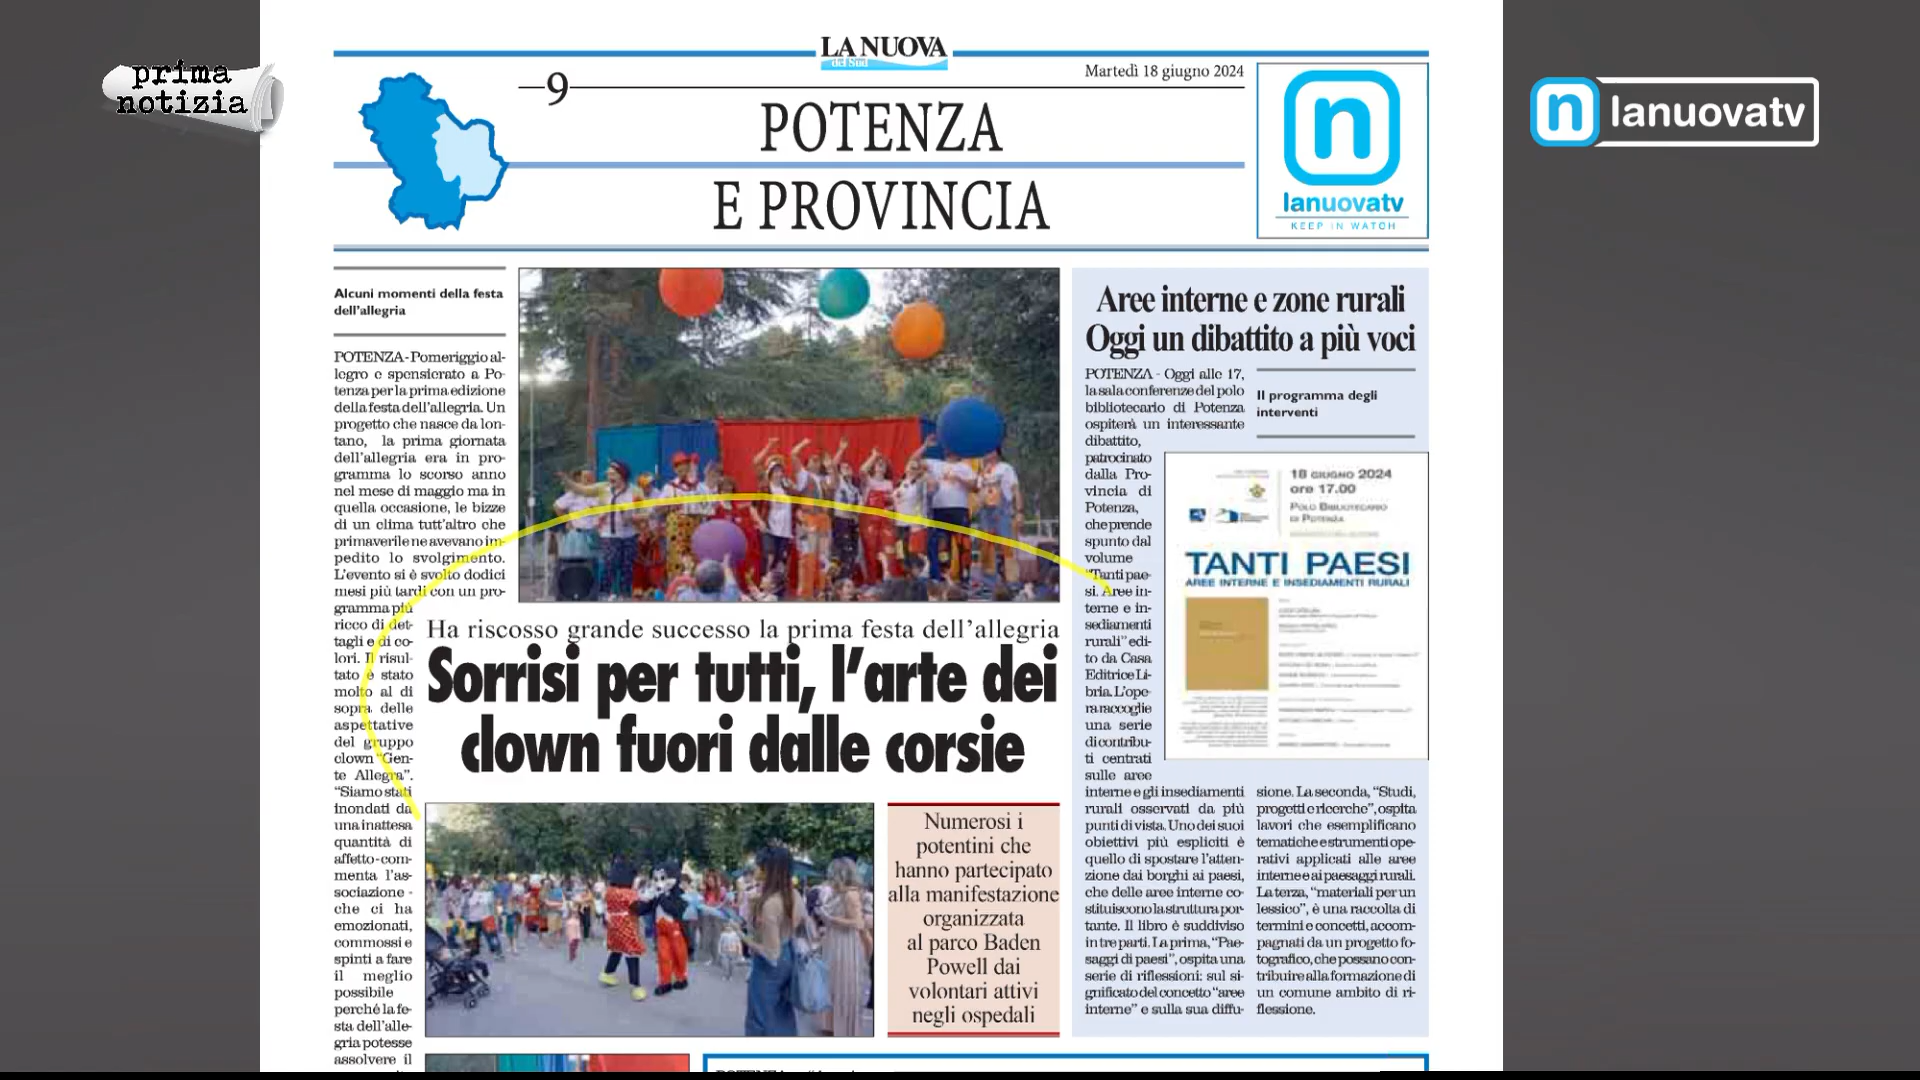 prima
notizia
LA NUOVA
del Sud
9
Martedì 18 giugno 2024
POTENZA
E PROVINCIA
n
lanuovatv
KEEP IN WATCH
n lanuovatv
Alcuni momenti della festa
dell'allegria
POTENZA - Pomeriggio al-
legro e spensierato a Po-
tenza per la prima edizione
della festa dell'allegria. Un
progetto che nasce da lon-
tano, la prima giornata
dell'allegria era in pro-
gramma lo scorso anno
nel mese di maggio ma in
quella occasione, le bizze
di un clima tutt'altro che
primaverile ne avevano im-
pedito lo svolgimento.
L'evento si è svolto dodici
mesi più tardi con un pro-
gramma più
ricco di det-
tagli e di co-
lori. Il risul-
tato è stato
molto al di
sopra delle
aspettative
del gruppo
clown "Gen-
te Allegra".
"Siamo stati
inondati da
una inattesa
quantità di
affetto - com-
menta l'as-
sociazione -
che ci ha
emozionati,
commossi e
spinti a fare
il meglio
possibile
perché la fe-
sta dell'alle-
gria potesse
assolvere il
Ha riscosso grande successo la prima festa dell'allegria
Sorrisi per tutti, l'arte dei
clown fuori dalle corsie
Numerosi i
potentini che
hanno partecipato
alla manifestazione
organizzata
al parco Baden
Powell dai
volontari attivi
negli ospedali
Aree interne e zone rurali
Oggi un dibattito a più voci
POTENZA - Oggi alle 17,
la sala conferenze del polo
bibliotecario di Potenza
ospiterà un interessante
dibattito,
patrocinato
dalla Pro-
vincia di
Potenza,
che prende
spunto dal
volume
"Tanti pae-
si. Aree in-
terne e in-
sediamenti
rurali" edi-
to da Casa
Editrice Li-
bria. L'ope-
ra raccoglie
una serie
di contribu-
ti centrati
sulle aree
interne e gli insediamenti
rurali osservati da più
punti di vista. Uno dei suoi
obiettivi più espliciti è
quello di spostare l'atten-
zione dai borghi ai paesi,
che delle aree interne co-
stituiscono la struttura por-
tante. Il libro è suddiviso
in tre parti. La prima, "Pae-
saggi di paesi", ospita una
serie di riflessioni: sul si-
gnificato del concetto "aree
interne" e sulla sua diffu-
Il programma degli
interventi
18 GIUGNO 2024
ore 17.00
POLO BIBLIOTECARIO
DI POTENZA
TANTI PAESI
AREE INTERNE E INSEDIAMENTI RURALI
sione. La seconda, "Studi,
progetti e ricerche", ospita
lavori che esemplificano
tematiche e strumenti ope-
rativi applicati alle aree
interne e ai paesaggi rurali.
La terza, "materiali per un
lessico", è una raccolta di
termini e concetti, accom-
pagnati da un progetto fo-
tografico, che possano con-
tribuire alla formazione di
un comune ambito di ri-
flessione.